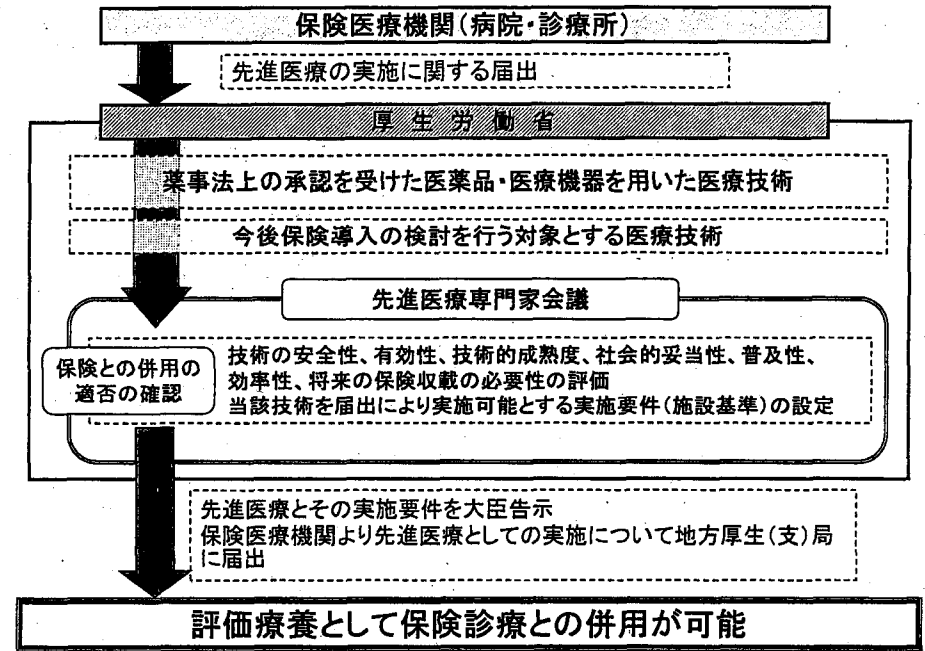 保険医療機関(病院・診療所)
先進医療の実施に関する届出
厚生労働省
薬事法上の承認を受けた医薬品・医療機器を用いた医療技術
今後保険導入の検討を行う対象とする医療技術
先進医療専門家会議
保険との併用の
適否の確認
技術の安全性、有効性、技術的成熟度、社会的妥当性、普及性、
効率性、将来の保険収載の必要性の評価
当該技術を届出により実施可能とする実施要件(施設基準)の設定
先進医療とその実施要件を大臣告示
保険医療機関より先進医療としての実施について地方厚生(支)局
に届出
評価療養として保険診療との併用が可能